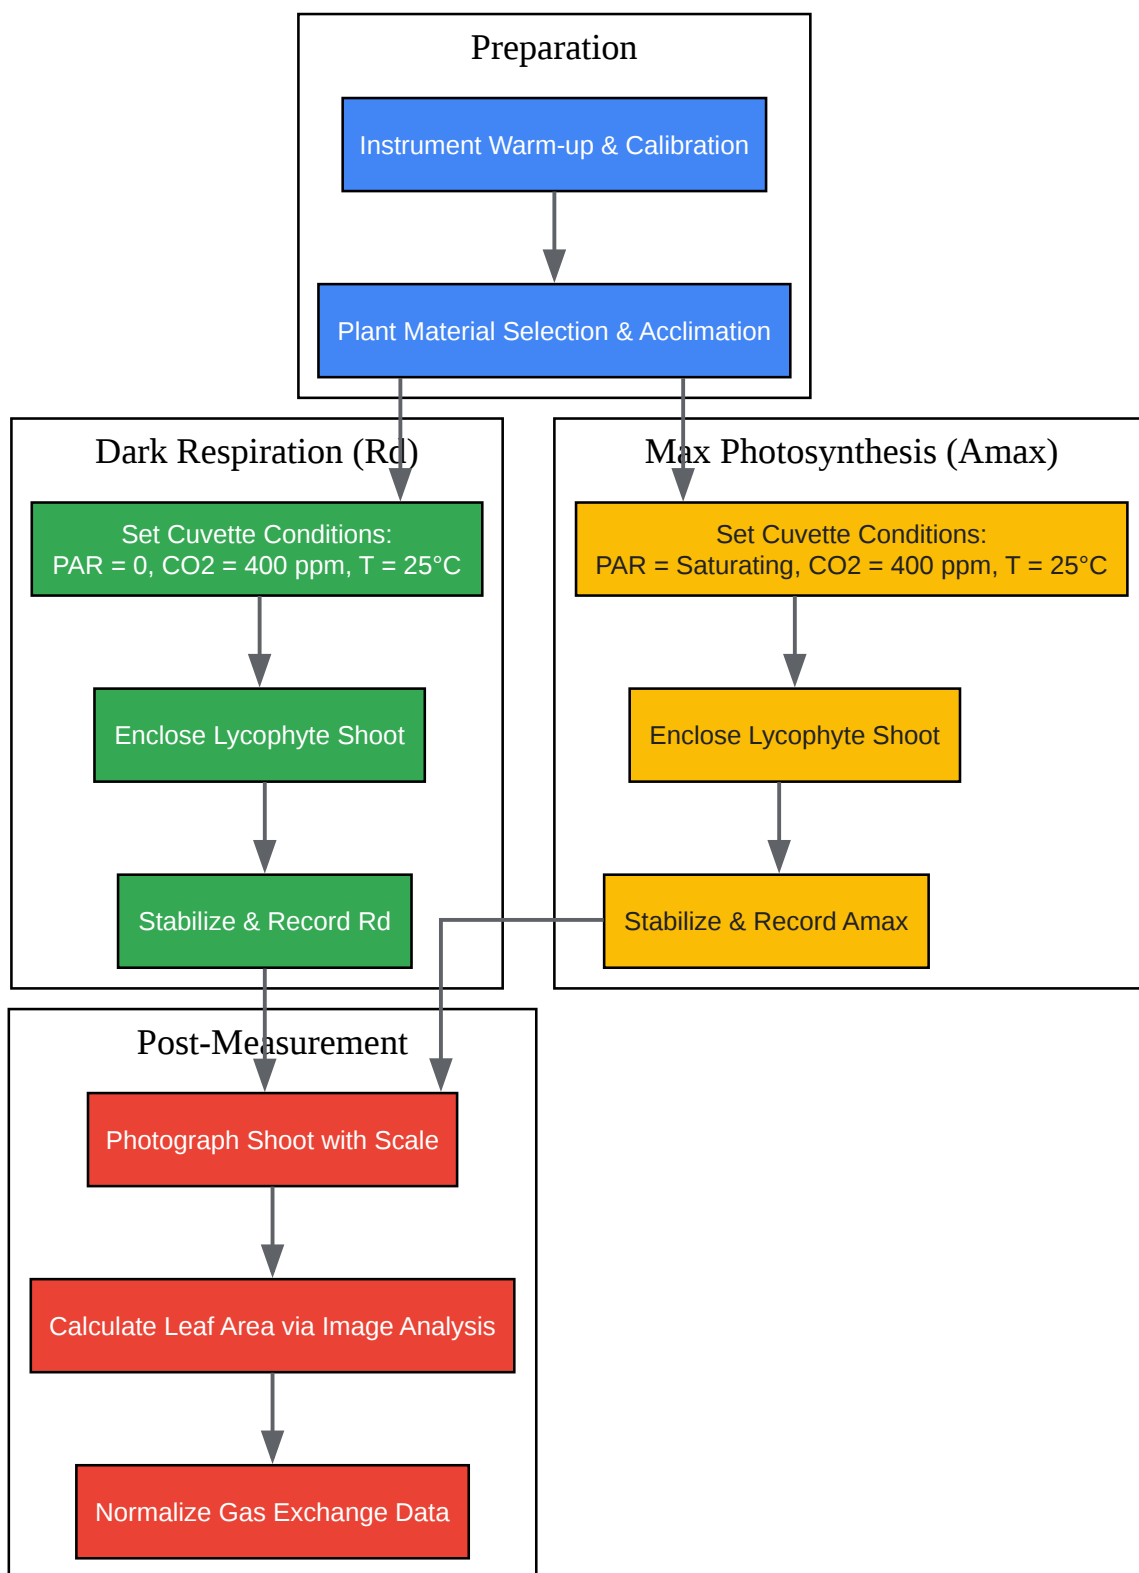 Preparation
Instrument Warm-up & Calibration
Plant Material Selection & Acclimation
Dark Respiration (Rd)
Set Cuvette Conditions:
PAR = 0, CO2 = 400 ppm, T = 25°C
Enclose Lycophyte Shoot
Stabilize & Record Rd
Max Photosynthesis (Amax)
Set Cuvette Conditions:
PAR = Saturating, CO2 = 400 ppm, T = 25°C
Enclose Lycophyte Shoot
Stabilize & Record Amax
Post-Measurement
Photograph Shoot with Scale
Calculate Leaf Area via Image Analysis
Normalize Gas Exchange Data